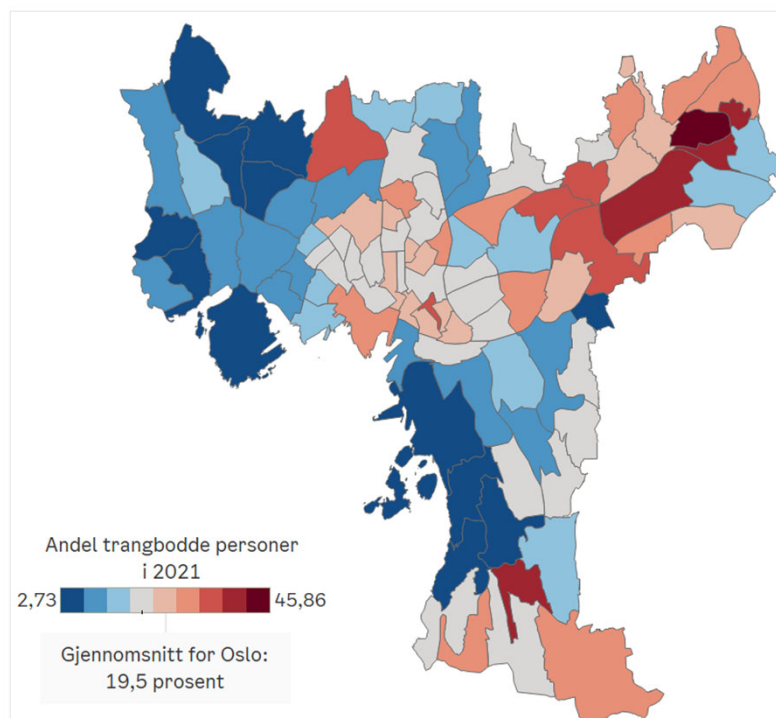 Andel trangbodde personer
i 2021
2,73 45,86
Gjennomsnitt for Oslo:
19,5 prosent